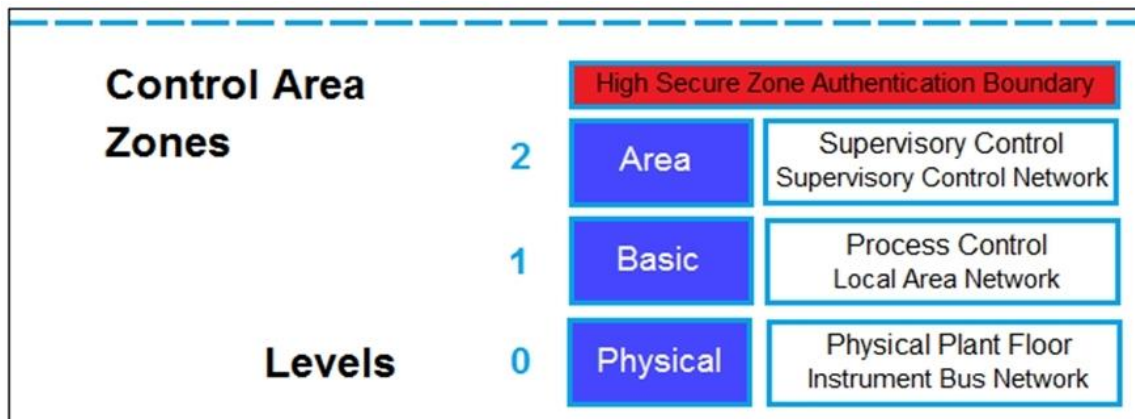 Control Area
Zones
High Secure Zone Authentication Boundary
2
Area
Supervisory Control
Supervisory Control Network
1
Basic
Process Control
Local Area Network
Levels
0
Physical
Physical Plant Floor
Instrument Bus Network